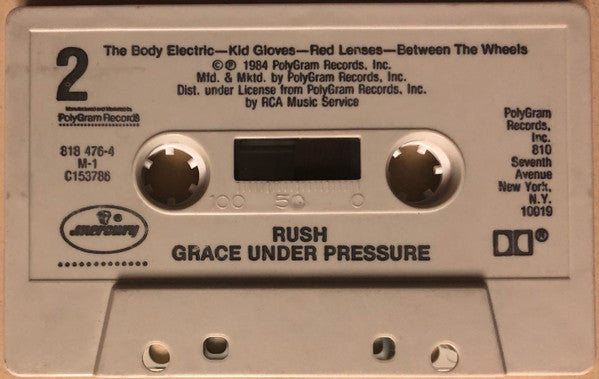 2
The Body Electric—Kid Gloves—Red Lenses—Between The Wheels
©℗ 1984 PolyGram Records, Inc.
Mfd. & Mktd. by PolyGram Records, Inc.
Dist. under License from PolyGram Records, Inc.
by RCA Music Service
Manufactured and Marketed by
PolyGram Records
818 476-4
M-1
C153786
PolyGram
Records,
Inc.
810
Seventh
Avenue
New York,
N.Y.
10019
100 50 0
mercury®
RUSH
GRACE UNDER PRESSURE
®